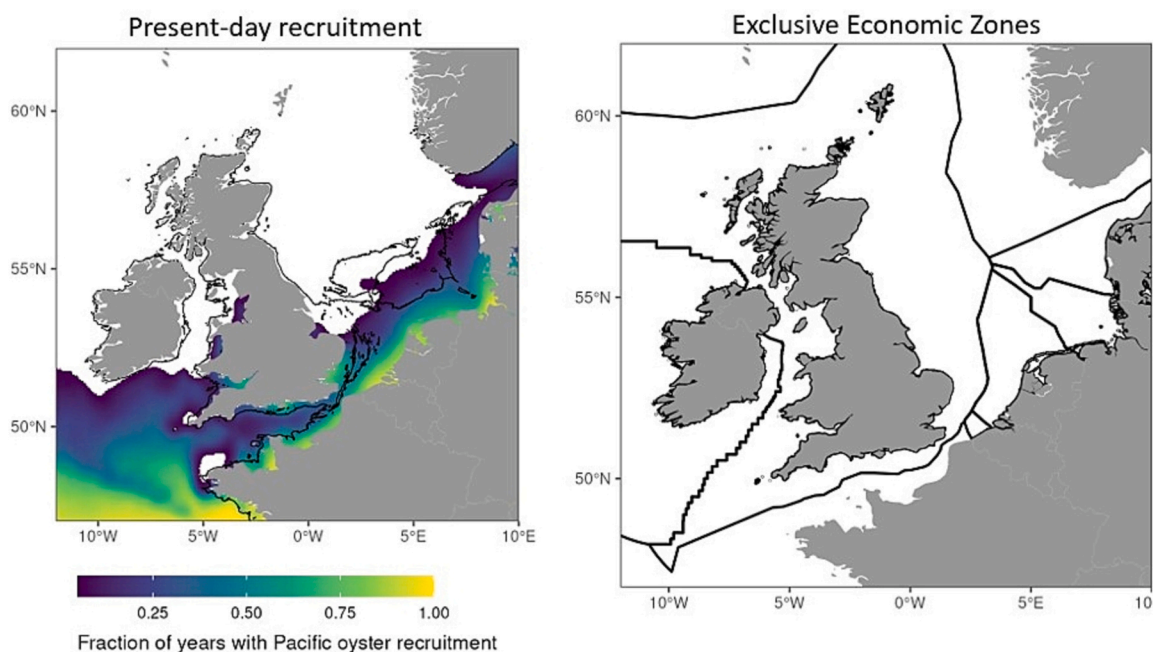 Present-day recruitment
60°N
55°N
50°N
10°W 5°W 0°W 5°E 10°E
0.25 0.50 0.75 1.00
Fraction of years with Pacific oyster recruitment
Exclusive Economic Zones
60°N
55°N
50°N
10°W 5°W 0°W 5°E 10